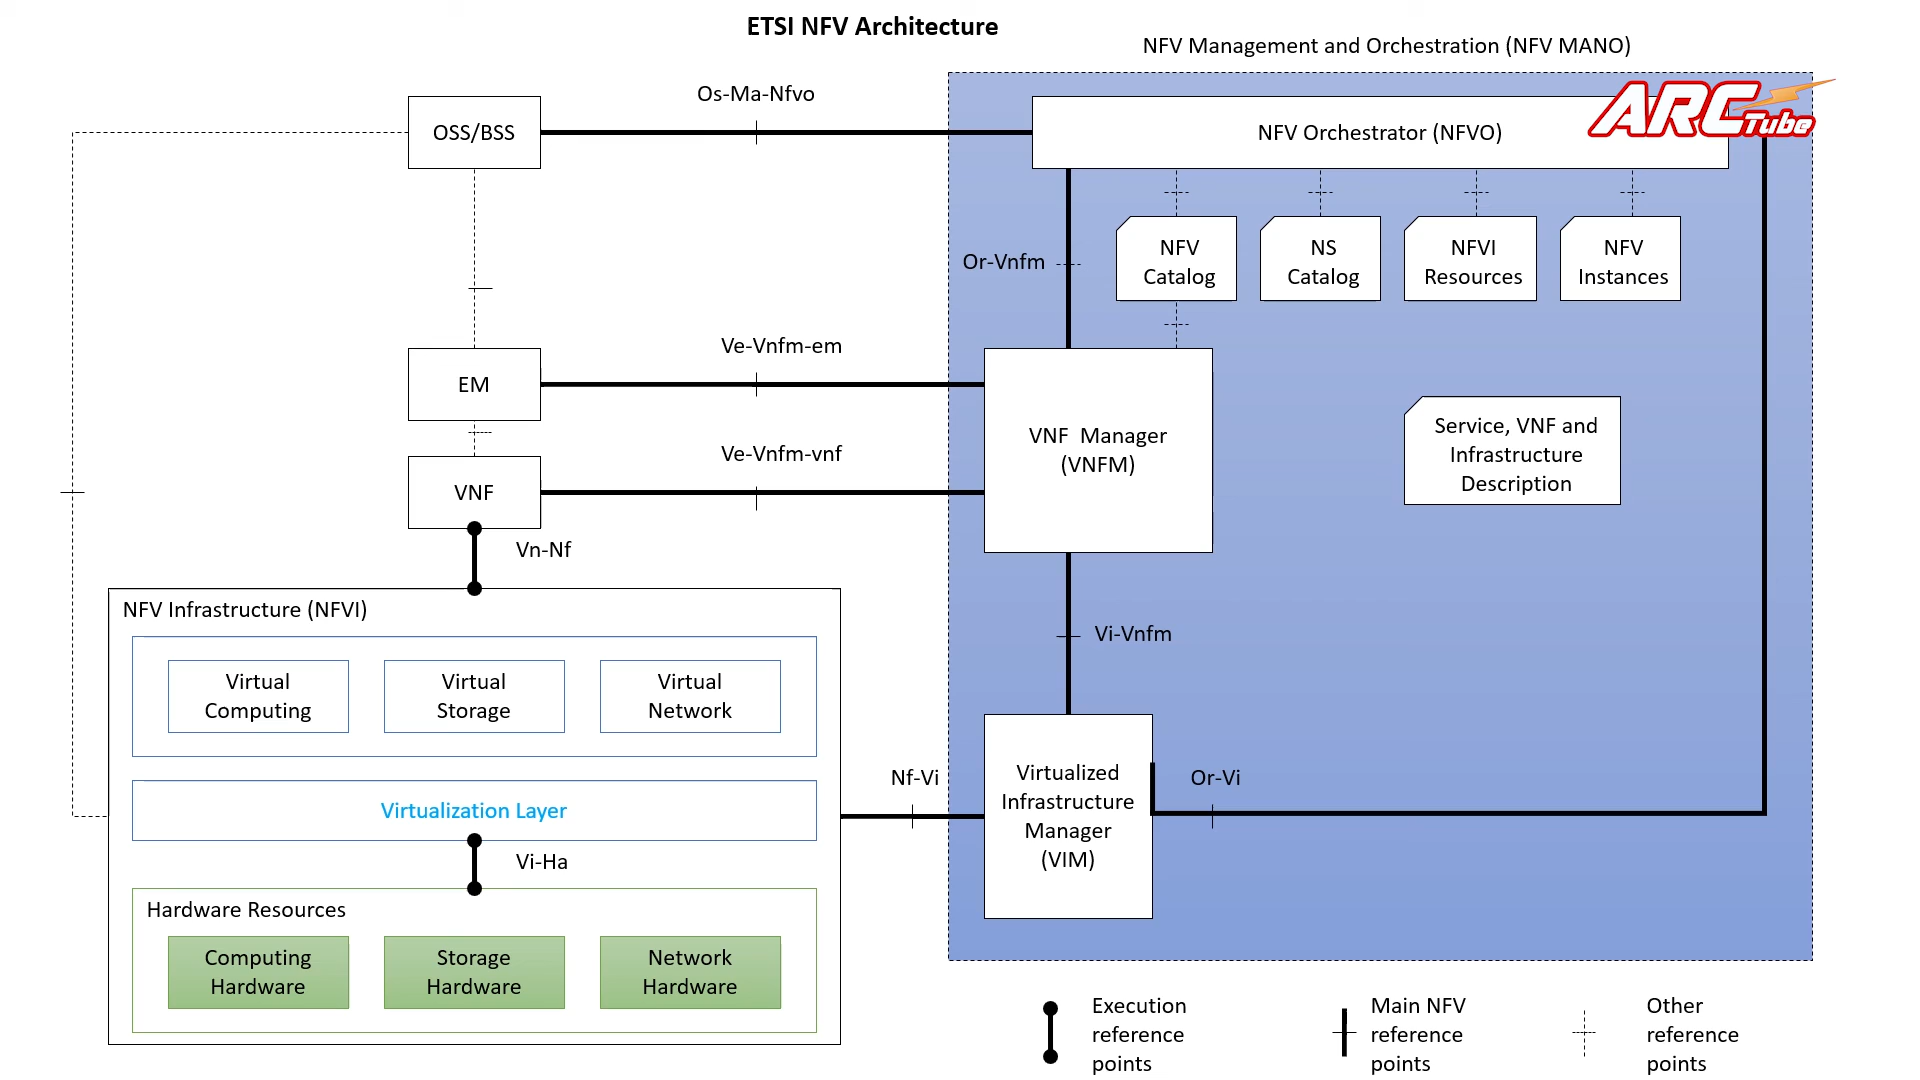 ETSI NFV Architecture
NFV Management and Orchestration (NFV MANO)
ARC
Tube
Os-Ma-Nfvo
OSS/BSS
NFV Orchestrator (NFVO)
Or-Vnfm
NFV
Catalog
NS
Catalog
NFVI
Resources
NFV
Instances
Ve-Vnfm-em
EM
VNF Manager
(VNFM)
Service, VNF and
Infrastructure
Description
Ve-Vnfm-vnf
VNF
Vn-Nf
NFV Infrastructure (NFVI)
Vi-Vnfm
Virtual
Computing
Virtual
Storage
Virtual
Network
Nf-Vi
Virtualized
Infrastructure
Manager
(VIM)
Or-Vi
Virtualization Layer
Vi-Ha
Hardware Resources
Computing
Hardware
Storage
Hardware
Network
Hardware
Execution
reference
points
Main NFV
reference
points
Other
reference
points